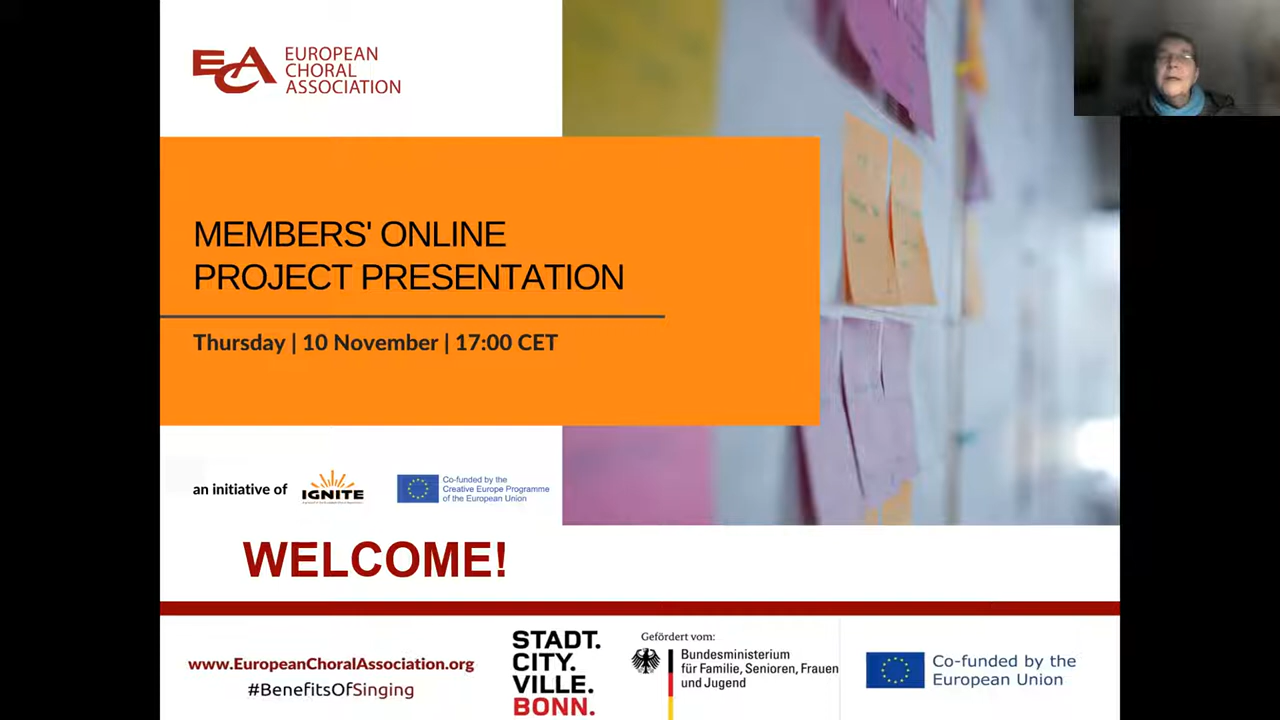 ECA
EUROPEAN
CHORAL
ASSOCIATION
MEMBERS' ONLINE
PROJECT PRESENTATION
Thursday | 10 November | 17:00 CET
an initiative of
IGNITE
Co-funded by the
Creative Europe Programme
of the European Union
WELCOME!
www.EuropeanChoralAssociation.org
#BenefitsOfSinging
STADT.
CITY.
VILLE.
BONN.
Gefördert vom:
Bundesministerium
für Familie, Senioren, Frauen
und Jugend
Co-funded by the
European Union